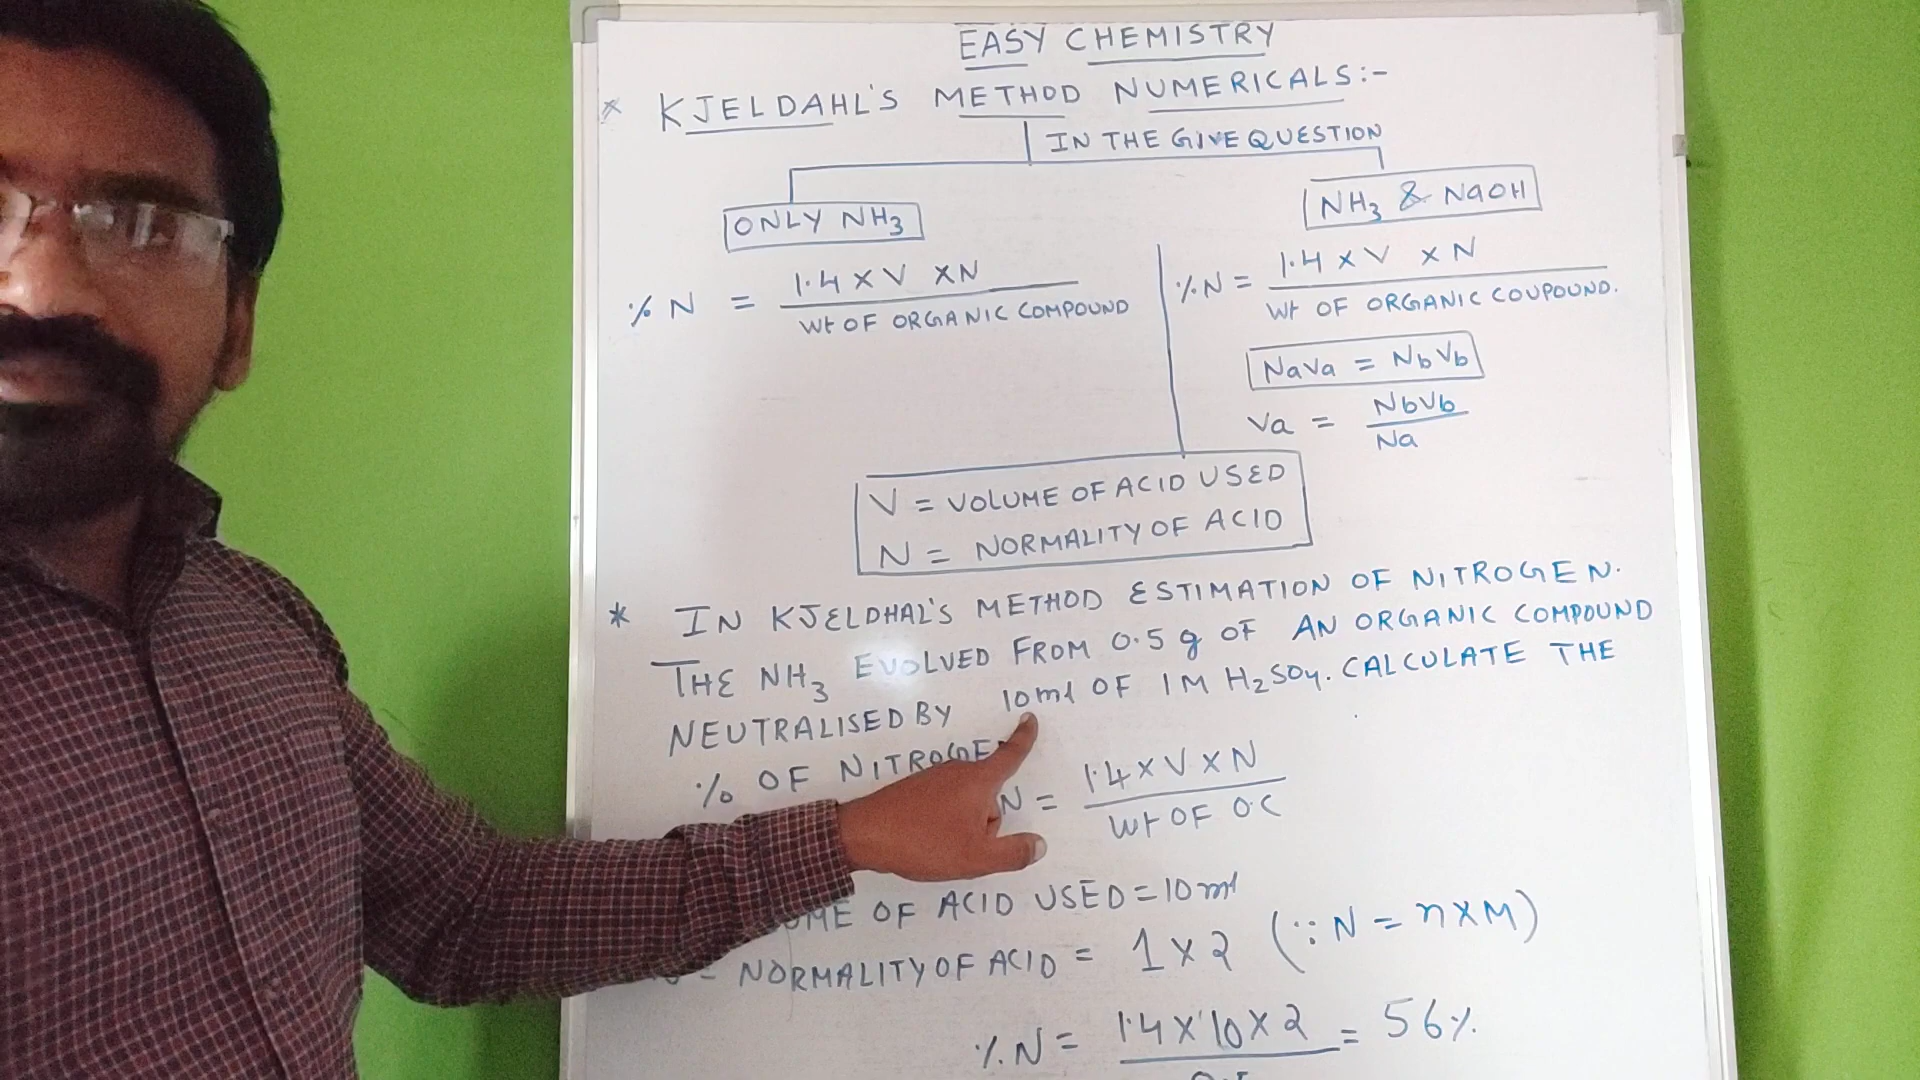 EASY CHEMISTRY
* KJELDAHL'S METHOD NUMERICALS:-
IN THE GIVE QUESTION
ONLY NH3
NH3 & NaOH
% N = 1.4 X V X N
Wt OF ORGANIC COMPOUND
% N = 1.4 X V X N
Wt OF ORGANIC COUPOUND.
NaVa = NbVb
Va = NbVb
Na
V = VOLUME OF ACID USED
N = NORMALITY OF ACID
* IN KJELDHAL'S METHOD ESTIMATION OF NITROGEN.
THE NH3 EVOLVED FROM 0.5 g OF AN ORGANIC COMPOUND
NEUTRALISED BY 10ml OF 1M H2SO4. CALCULATE THE
% OF NITROGEN
N = 1.4 X V X N
Wt OF O.C
OF ACID USED = 10 ml
= NORMALITY OF ACID = 1 X 2 (∵ N = n X M)
% N = 1.4 X 10 X 2 = 56%